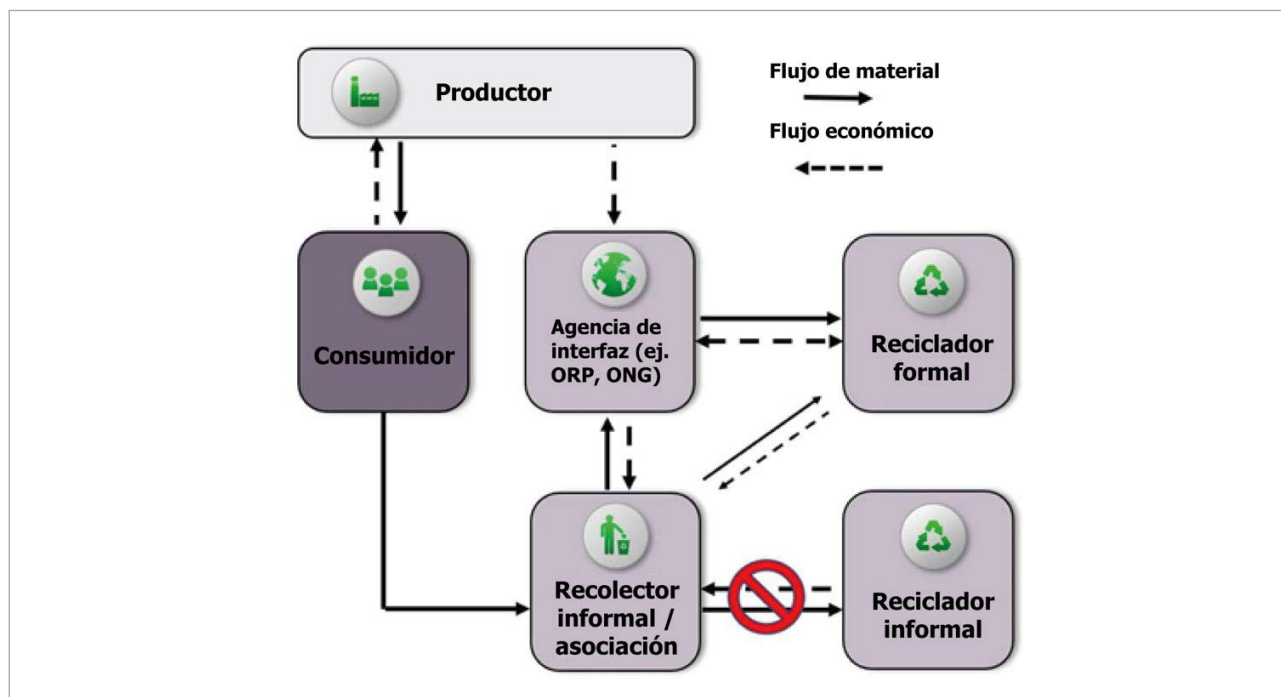 Productor
Flujo de material
Flujo económico
Consumidor
Agencia de
interfaz (ej.
ORP, ONG)
Reciclador
formal
Recolector
informal /
asociación
Reciclador
informal